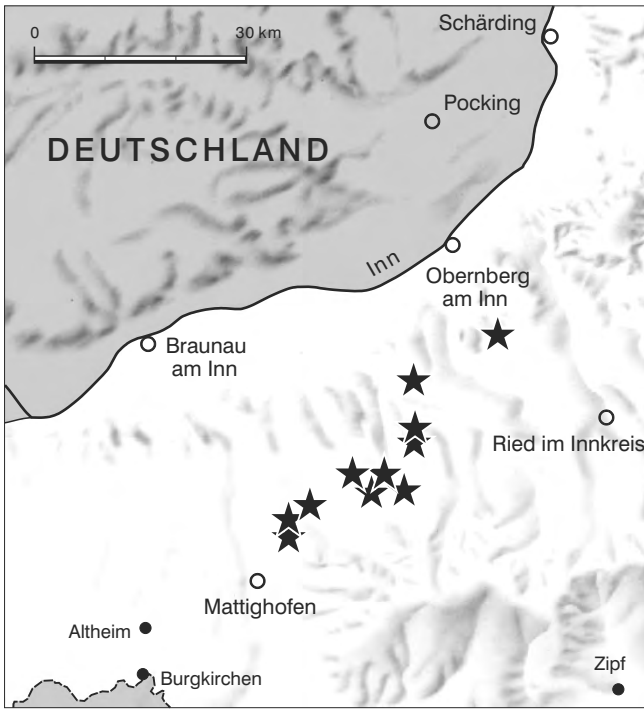 Schärding
0
30 km
Pocking
DEUTSCHLAND
Inn
Obernberg
am Inn
Braunau
am Inn
Ried im Innkreis
Mattighofen
Altheim
Burgkirchen
Zipf